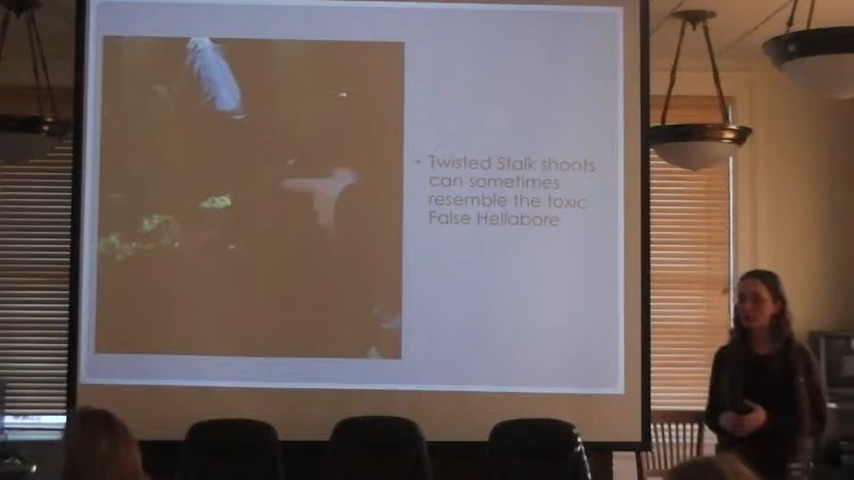 - Twisted Stalk shoots
can sometimes
resemble the toxic
False Hellabore